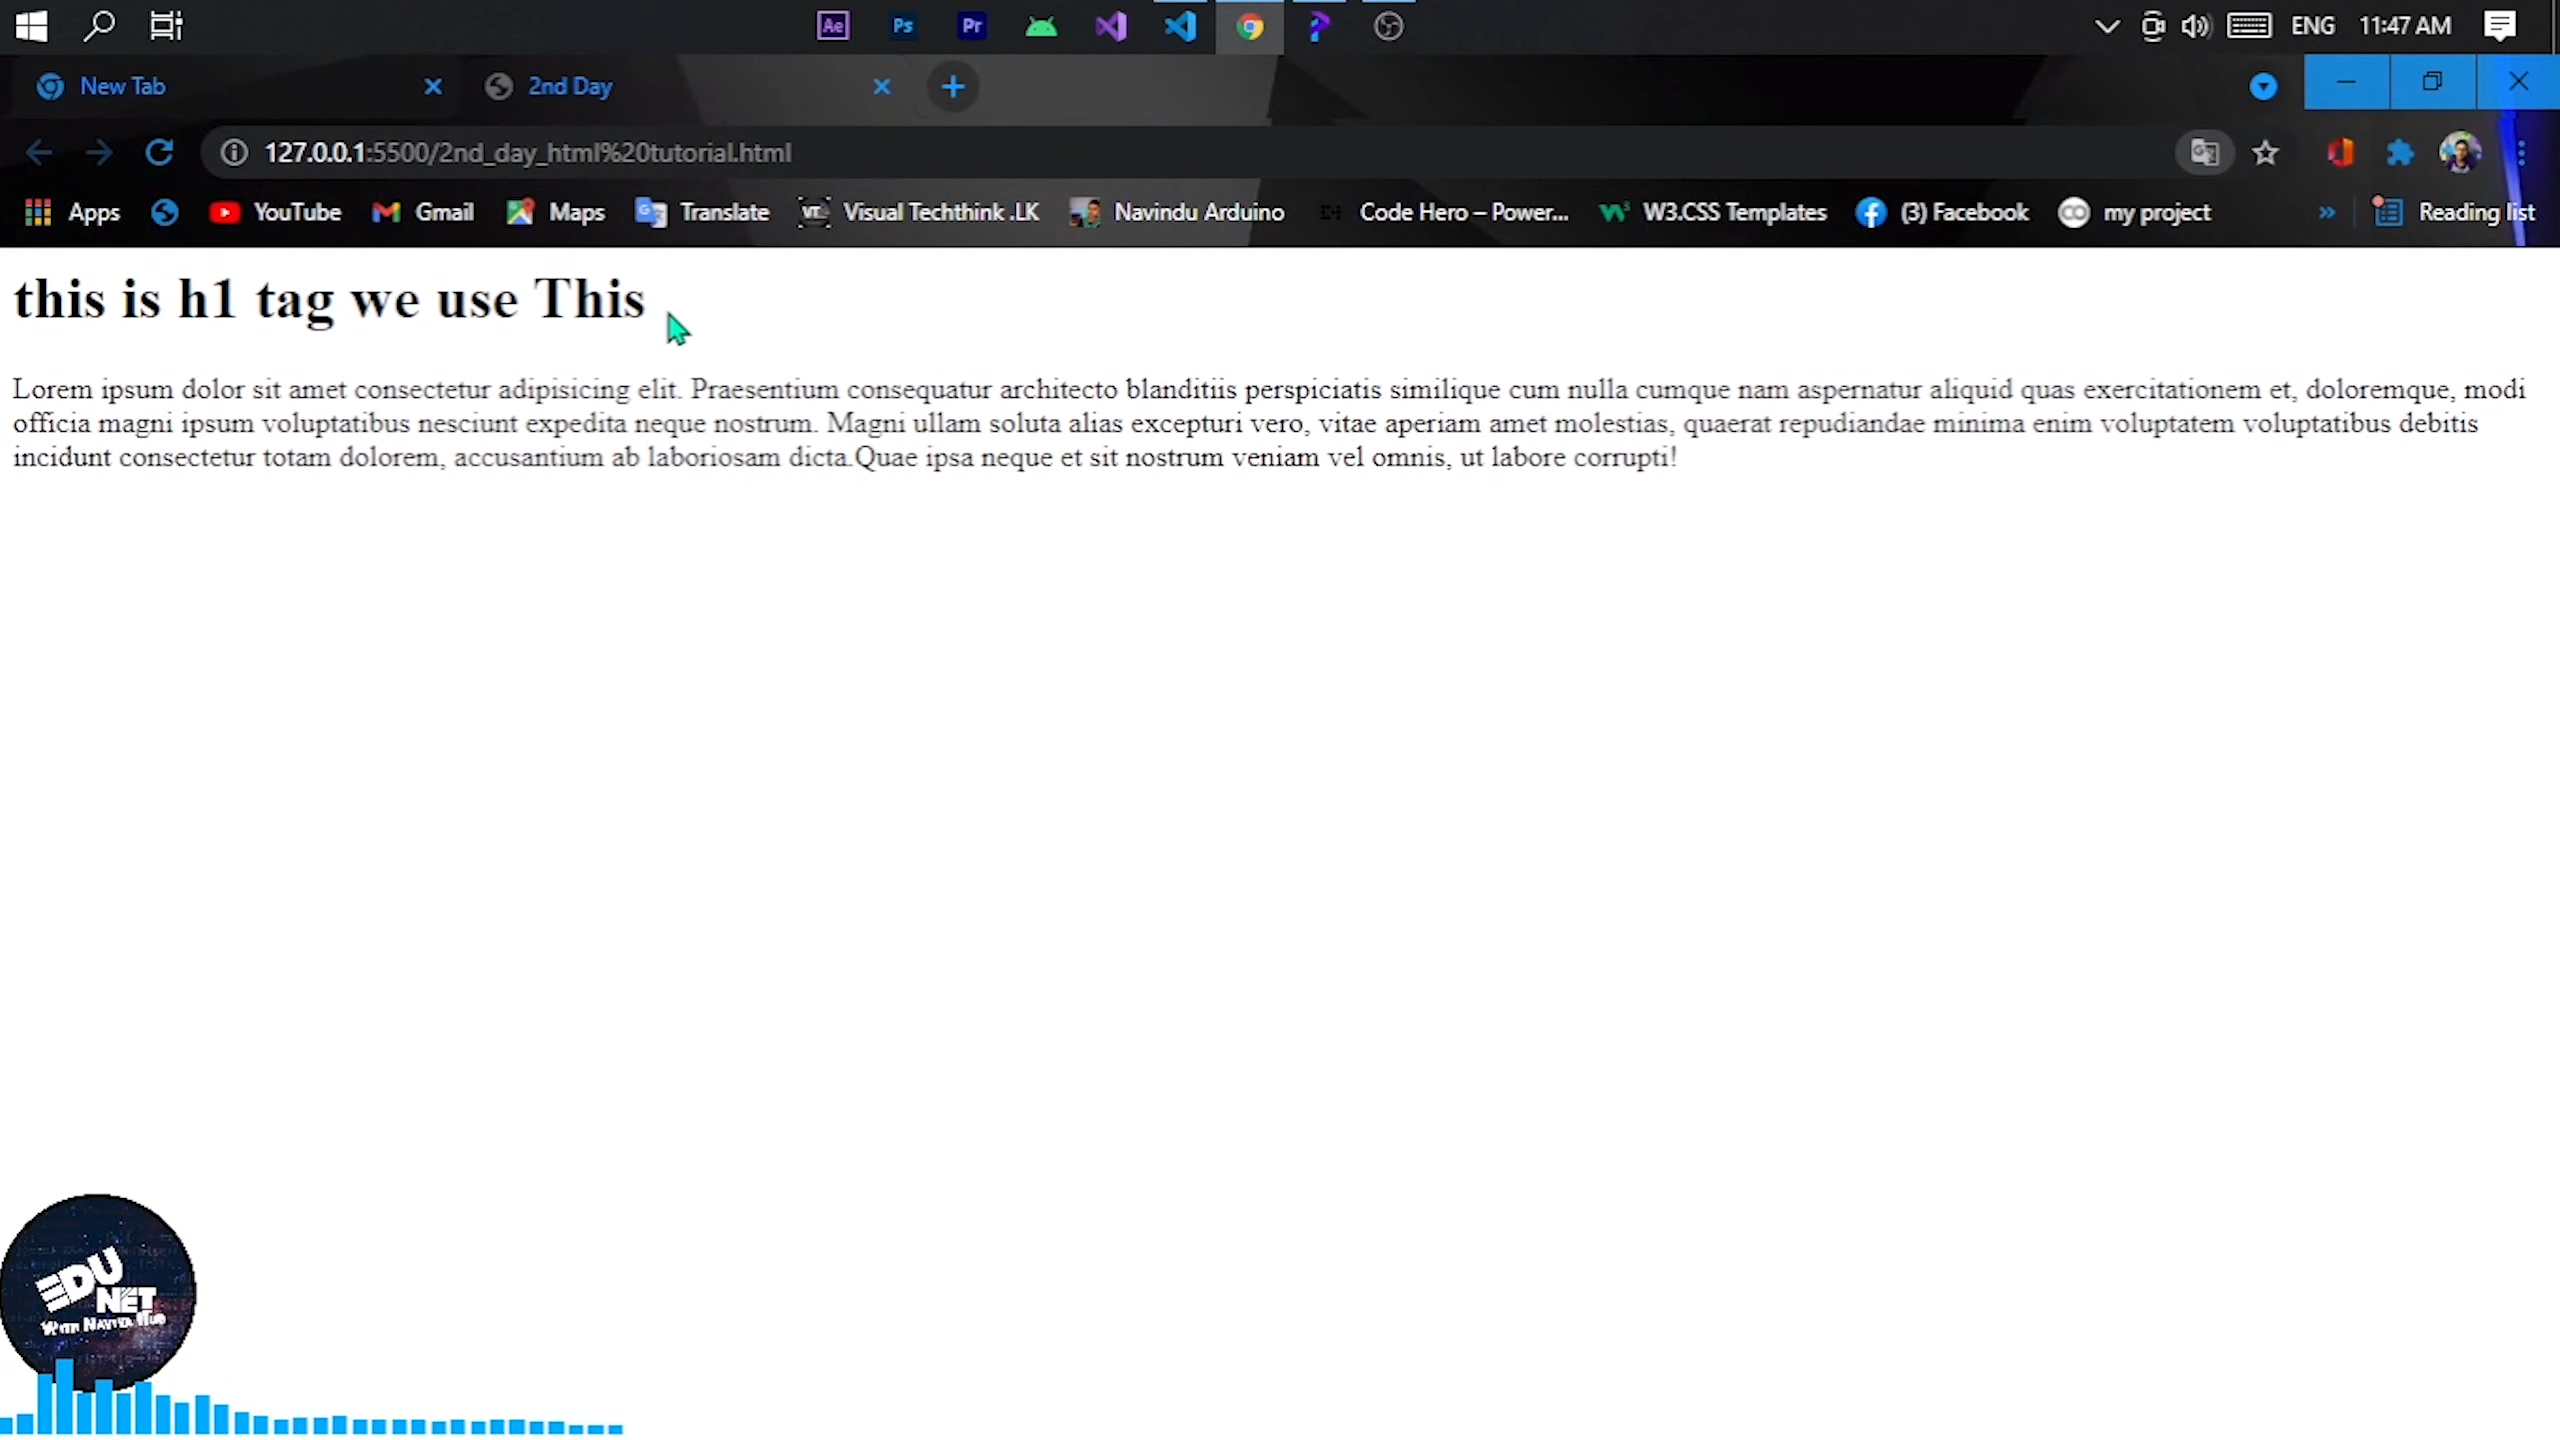 Ae Ps Pr ENG 11:47 AM
New Tab 2nd Day
127.0.0.1:5500/2nd_day_html%20tutorial.html
Apps YouTube Gmail Maps Translate VT Visual Techthink .LK Navindu Arduino Code Hero – Power... W3.CSS Templates (3) Facebook my project » Reading list
this is h1 tag we use This
Lorem ipsum dolor sit amet consectetur adipisicing elit. Praesentium consequatur architecto blanditiis perspiciatis similique cum nulla cumque nam aspernatur aliquid quas exercitationem et, doloremque, modi
officia magni ipsum voluptatibus nesciunt expedita neque nostrum. Magni ullam soluta alias excepturi vero, vitae aperiam amet molestias, quaerat repudiandae minima enim voluptatem voluptatibus debitis
incidunt consectetur totam dolorem, accusantium ab laboriosam dicta.Quae ipsa neque et sit nostrum veniam vel omnis, ut labore corrupti!
EDU
NET